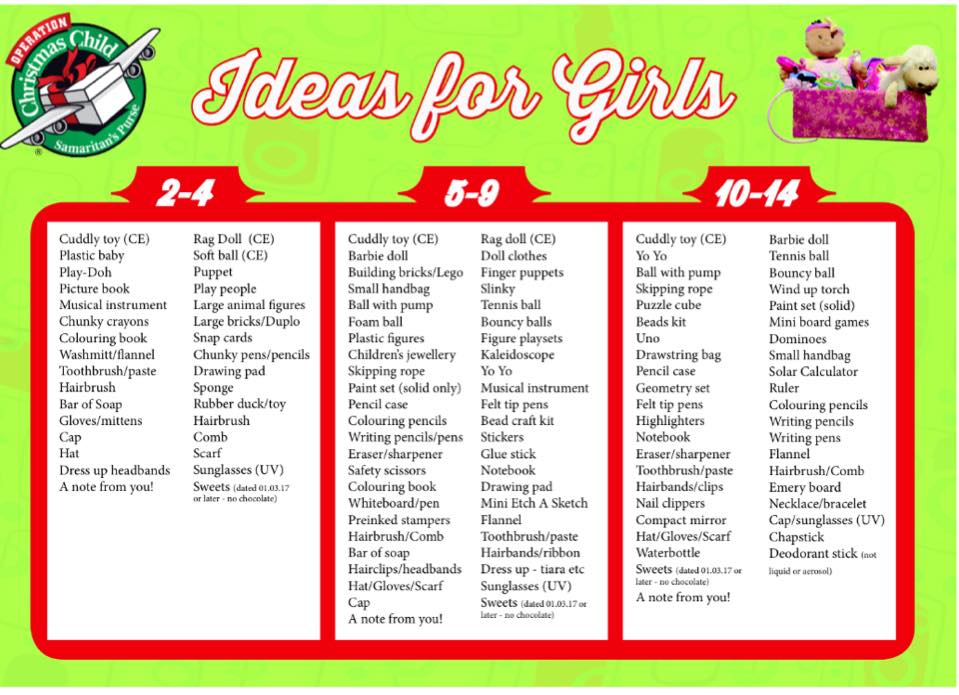 OPERATION
Christmas Child
Samaritan's Purse
®
Ideas for Girls
2-4
Cuddly toy (CE)
Plastic baby
Play-Doh
Picture book
Musical instrument
Chunky crayons
Colouring book
Washmitt/flannel
Toothbrush/paste
Hairbrush
Bar of Soap
Gloves/mittens
Cap
Hat
Dress up headbands
A note from you!
Rag Doll (CE)
Soft ball (CE)
Puppet
Play people
Large animal figures
Large bricks/Duplo
Snap cards
Chunky pens/pencils
Drawing pad
Sponge
Rubber duck/toy
Hairbrush
Comb
Scarf
Sunglasses (UV)
Sweets (dated 01.03.17
or later - no chocolate)
5-9
Cuddly toy (CE)
Barbie doll
Building bricks/Lego
Small handbag
Ball with pump
Foam ball
Plastic figures
Children's jewellery
Skipping rope
Paint set (solid only)
Pencil case
Colouring pencils
Writing pencils/pens
Eraser/sharpener
Safety scissors
Colouring book
Whiteboard/pen
Preinked stampers
Hairbrush/Comb
Bar of soap
Hairclips/headbands
Hat/Gloves/Scarf
Cap
A note from you!
Rag doll (CE)
Doll clothes
Finger puppets
Slinky
Tennis ball
Bouncy balls
Figure playsets
Kaleidoscope
Yo Yo
Musical instrument
Felt tip pens
Bead craft kit
Stickers
Glue stick
Notebook
Drawing pad
Mini Etch A Sketch
Flannel
Toothbrush/paste
Hairbands/ribbon
Dress up - tiara etc
Sunglasses (UV)
Sweets (dated 01.03.17 or
later - no chocolate)
10-14
Cuddly toy (CE)
Yo Yo
Ball with pump
Skipping rope
Puzzle cube
Beads kit
Uno
Drawstring bag
Pencil case
Geometry set
Felt tip pens
Highlighters
Notebook
Eraser/sharpener
Toothbrush/paste
Hairbands/clips
Nail clippers
Compact mirror
Hat/Gloves/Scarf
Waterbottle
Sweets (dated 01.03.17 or
later - no chocolate)
A note from you!
Barbie doll
Tennis ball
Bouncy ball
Wind up torch
Paint set (solid)
Mini board games
Dominoes
Small handbag
Solar Calculator
Ruler
Colouring pencils
Writing pencils
Writing pens
Flannel
Hairbrush/Comb
Emery board
Necklace/bracelet
Cap/sunglasses (UV)
Chapstick
Deodorant stick (not
liquid or aerosol)